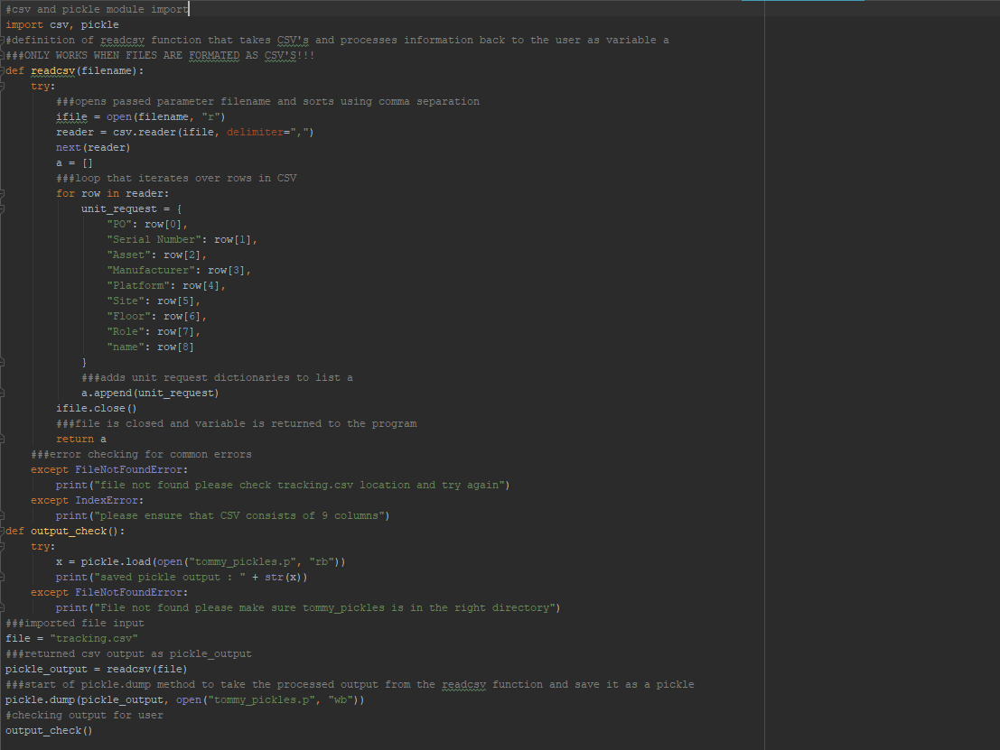 #csv and pickle module import
import csv, pickle
#definition of readcsv function that takes CSV's and processes information back to the user as variable a
###ONLY WORKS WHEN FILES ARE FORMATED AS CSV'S!!!
def readcsv(filename):
    try:
        ###opens passed parameter filename and sorts using comma separation
        ifile = open(filename, "r")
        reader = csv.reader(ifile, delimiter=",")
        next(reader)
        a = []
        ###loop that iterates over rows in CSV
        for row in reader:
            unit_request = {
                "PO": row[0],
                "Serial Number": row[1],
                "Asset": row[2],
                "Manufacturer": row[3],
                "Platform": row[4],
                "Site": row[5],
                "Floor": row[6],
                "Role": row[7],
                "name": row[8]
            }
            ###adds unit request dictionaries to list a
            a.append(unit_request)
        ifile.close()
        ###file is closed and variable is returned to the program
        return a
    ###error checking for common errors
    except FileNotFoundError:
        print("file not found please check tracking.csv location and try again")
    except IndexError:
        print("please ensure that CSV consists of 9 columns")
def output_check():
    try:
        x = pickle.load(open("tommy_pickles.p", "rb"))
        print("saved pickle output : " + str(x))
    except FileNotFoundError:
        print("File not found please make sure tommy_pickles is in the right directory")
###imported file input
file = "tracking.csv"
###returned csv output as pickle_output
pickle_output = readcsv(file)
###start of pickle.dump method to take the processed output from the readcsv function and save it as a pickle
pickle.dump(pickle_output, open("tommy_pickles.p", "wb"))
#checking output for user
output_check()